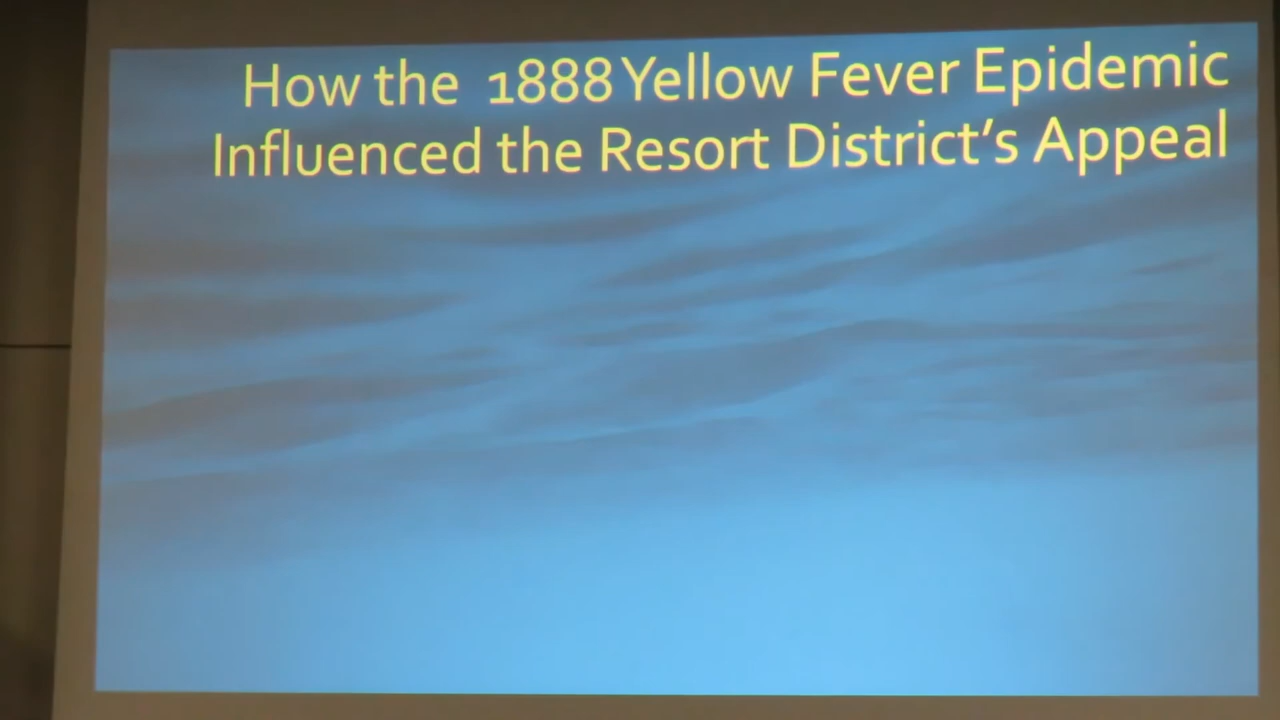 How the 1888 Yellow Fever Epidemic
Influenced the Resort District's Appeal